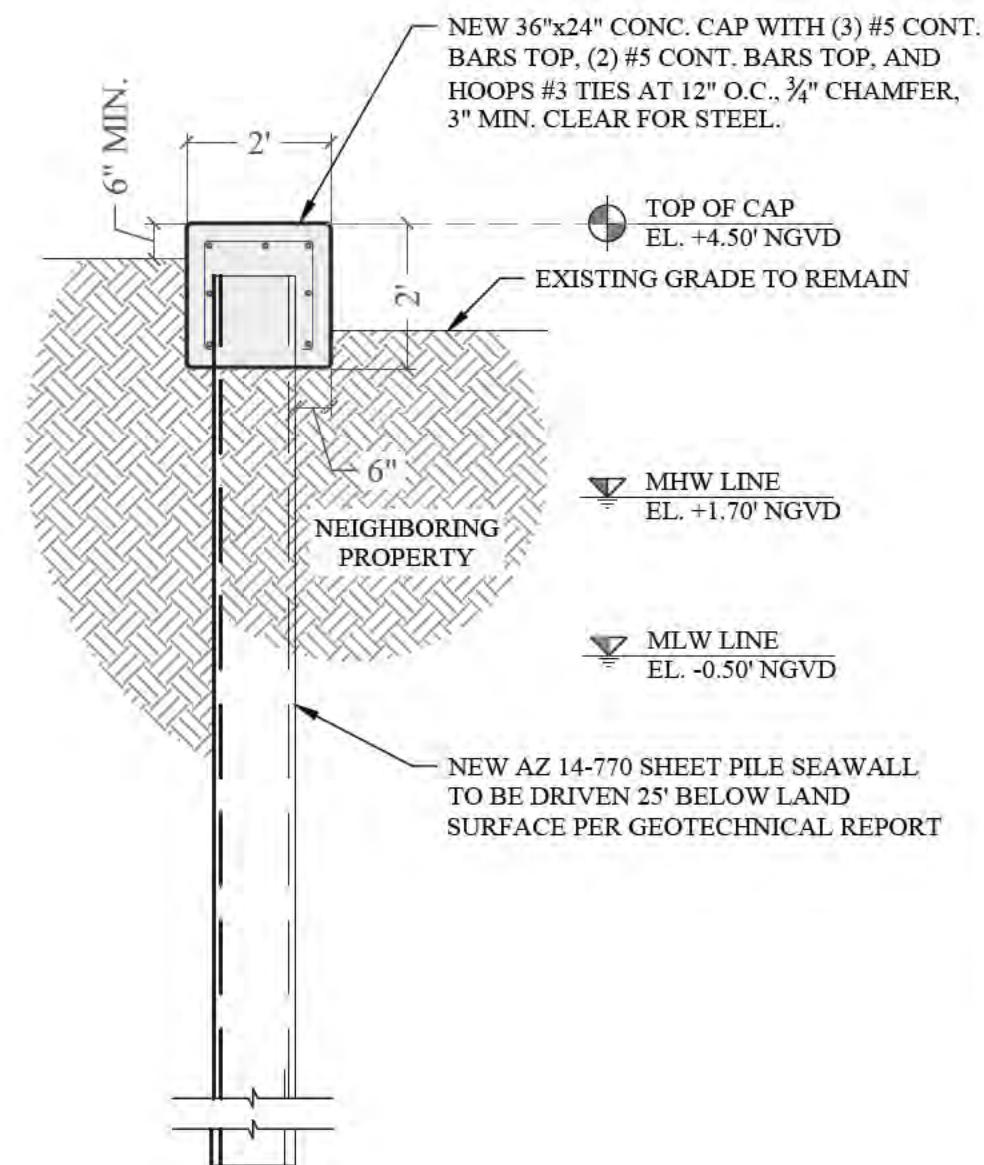 NEW 36"x24" CONC. CAP WITH (3) #5 CONT.
BARS TOP, (2) #5 CONT. BARS TOP, AND
HOOPS #3 TIES AT 12" O.C., ¾" CHAMFER,
3" MIN. CLEAR FOR STEEL.
6" MIN.
2'
TOP OF CAP
EL. +4.50' NGVD
EXISTING GRADE TO REMAIN
2'
6"
MHW LINE
EL. +1.70' NGVD
NEIGHBORING
PROPERTY
MLW LINE
EL. -0.50' NGVD
NEW AZ 14-770 SHEET PILE SEAWALL
TO BE DRIVEN 25' BELOW LAND
SURFACE PER GEOTECHNICAL REPORT